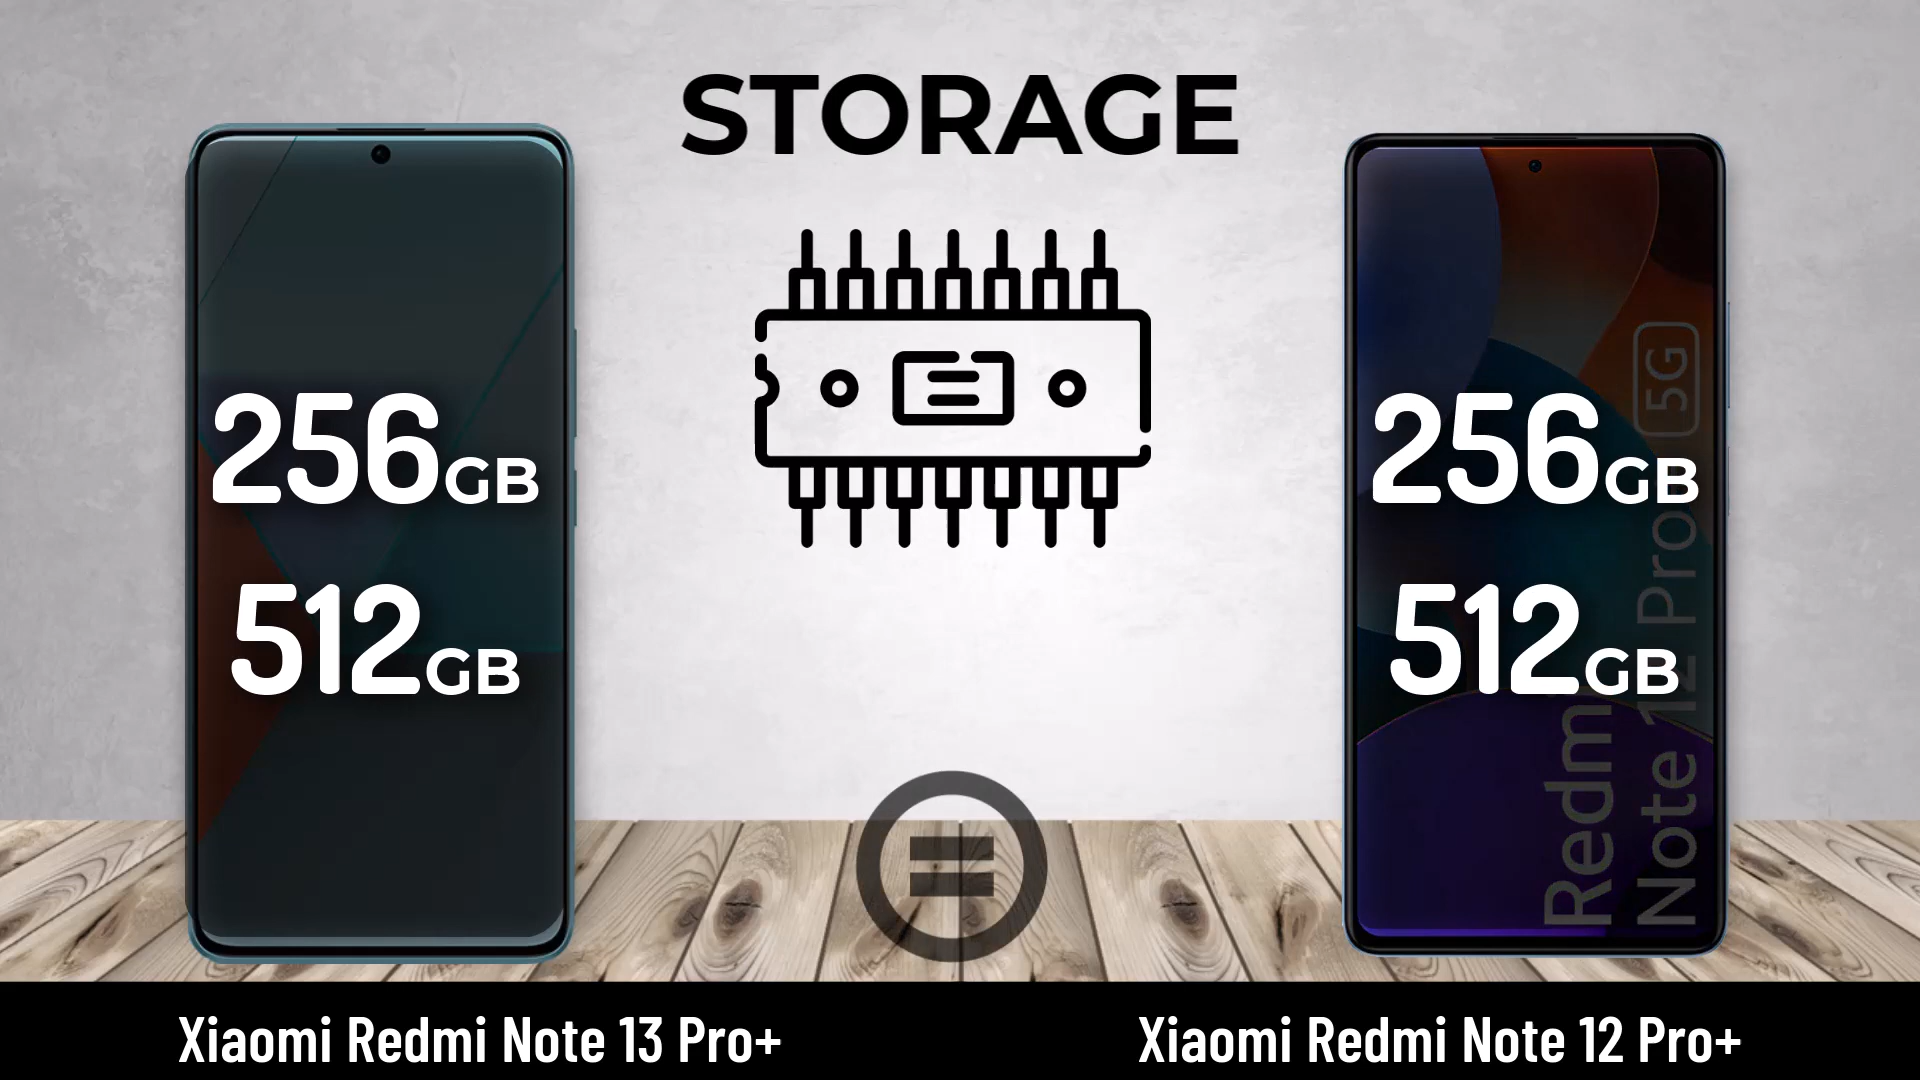 STORAGE
256GB
512GB
256GB
512GB
5G
Redmi
Note 12 Pro
Xiaomi Redmi Note 13 Pro+
Xiaomi Redmi Note 12 Pro+